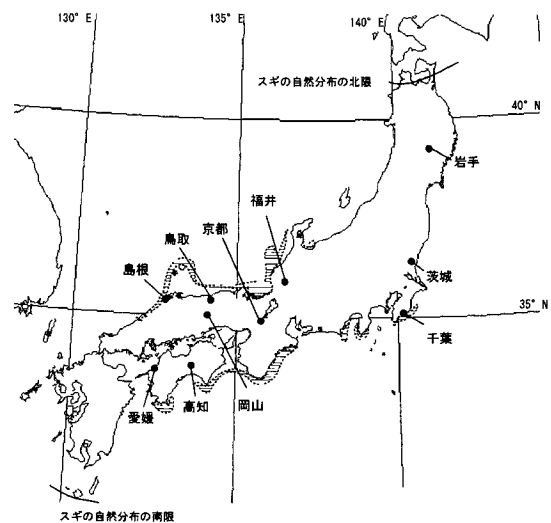 130° E
135° E
140° E
スギの自然分布の北限
40° N
岩手
福井
京都
鳥取
島根
茨城
35° N
千葉
愛媛
高知
岡山
スギの自然分布の南限